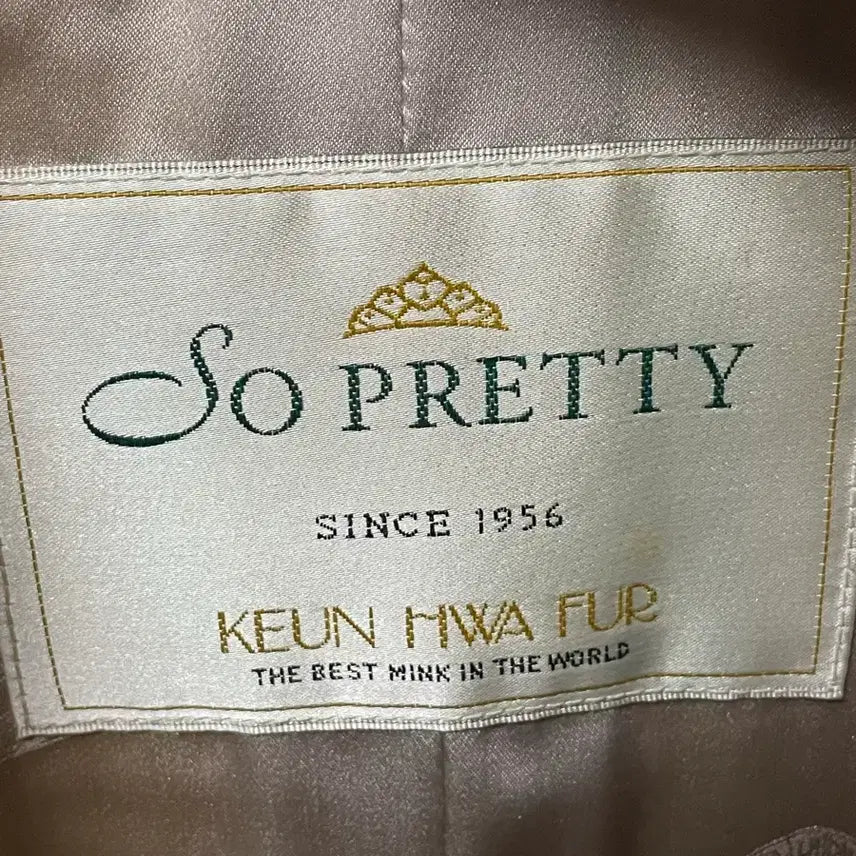 So PRETTY
SINCE 1956
KEUN HWA FUR
THE BEST MINK IN THE WORLD